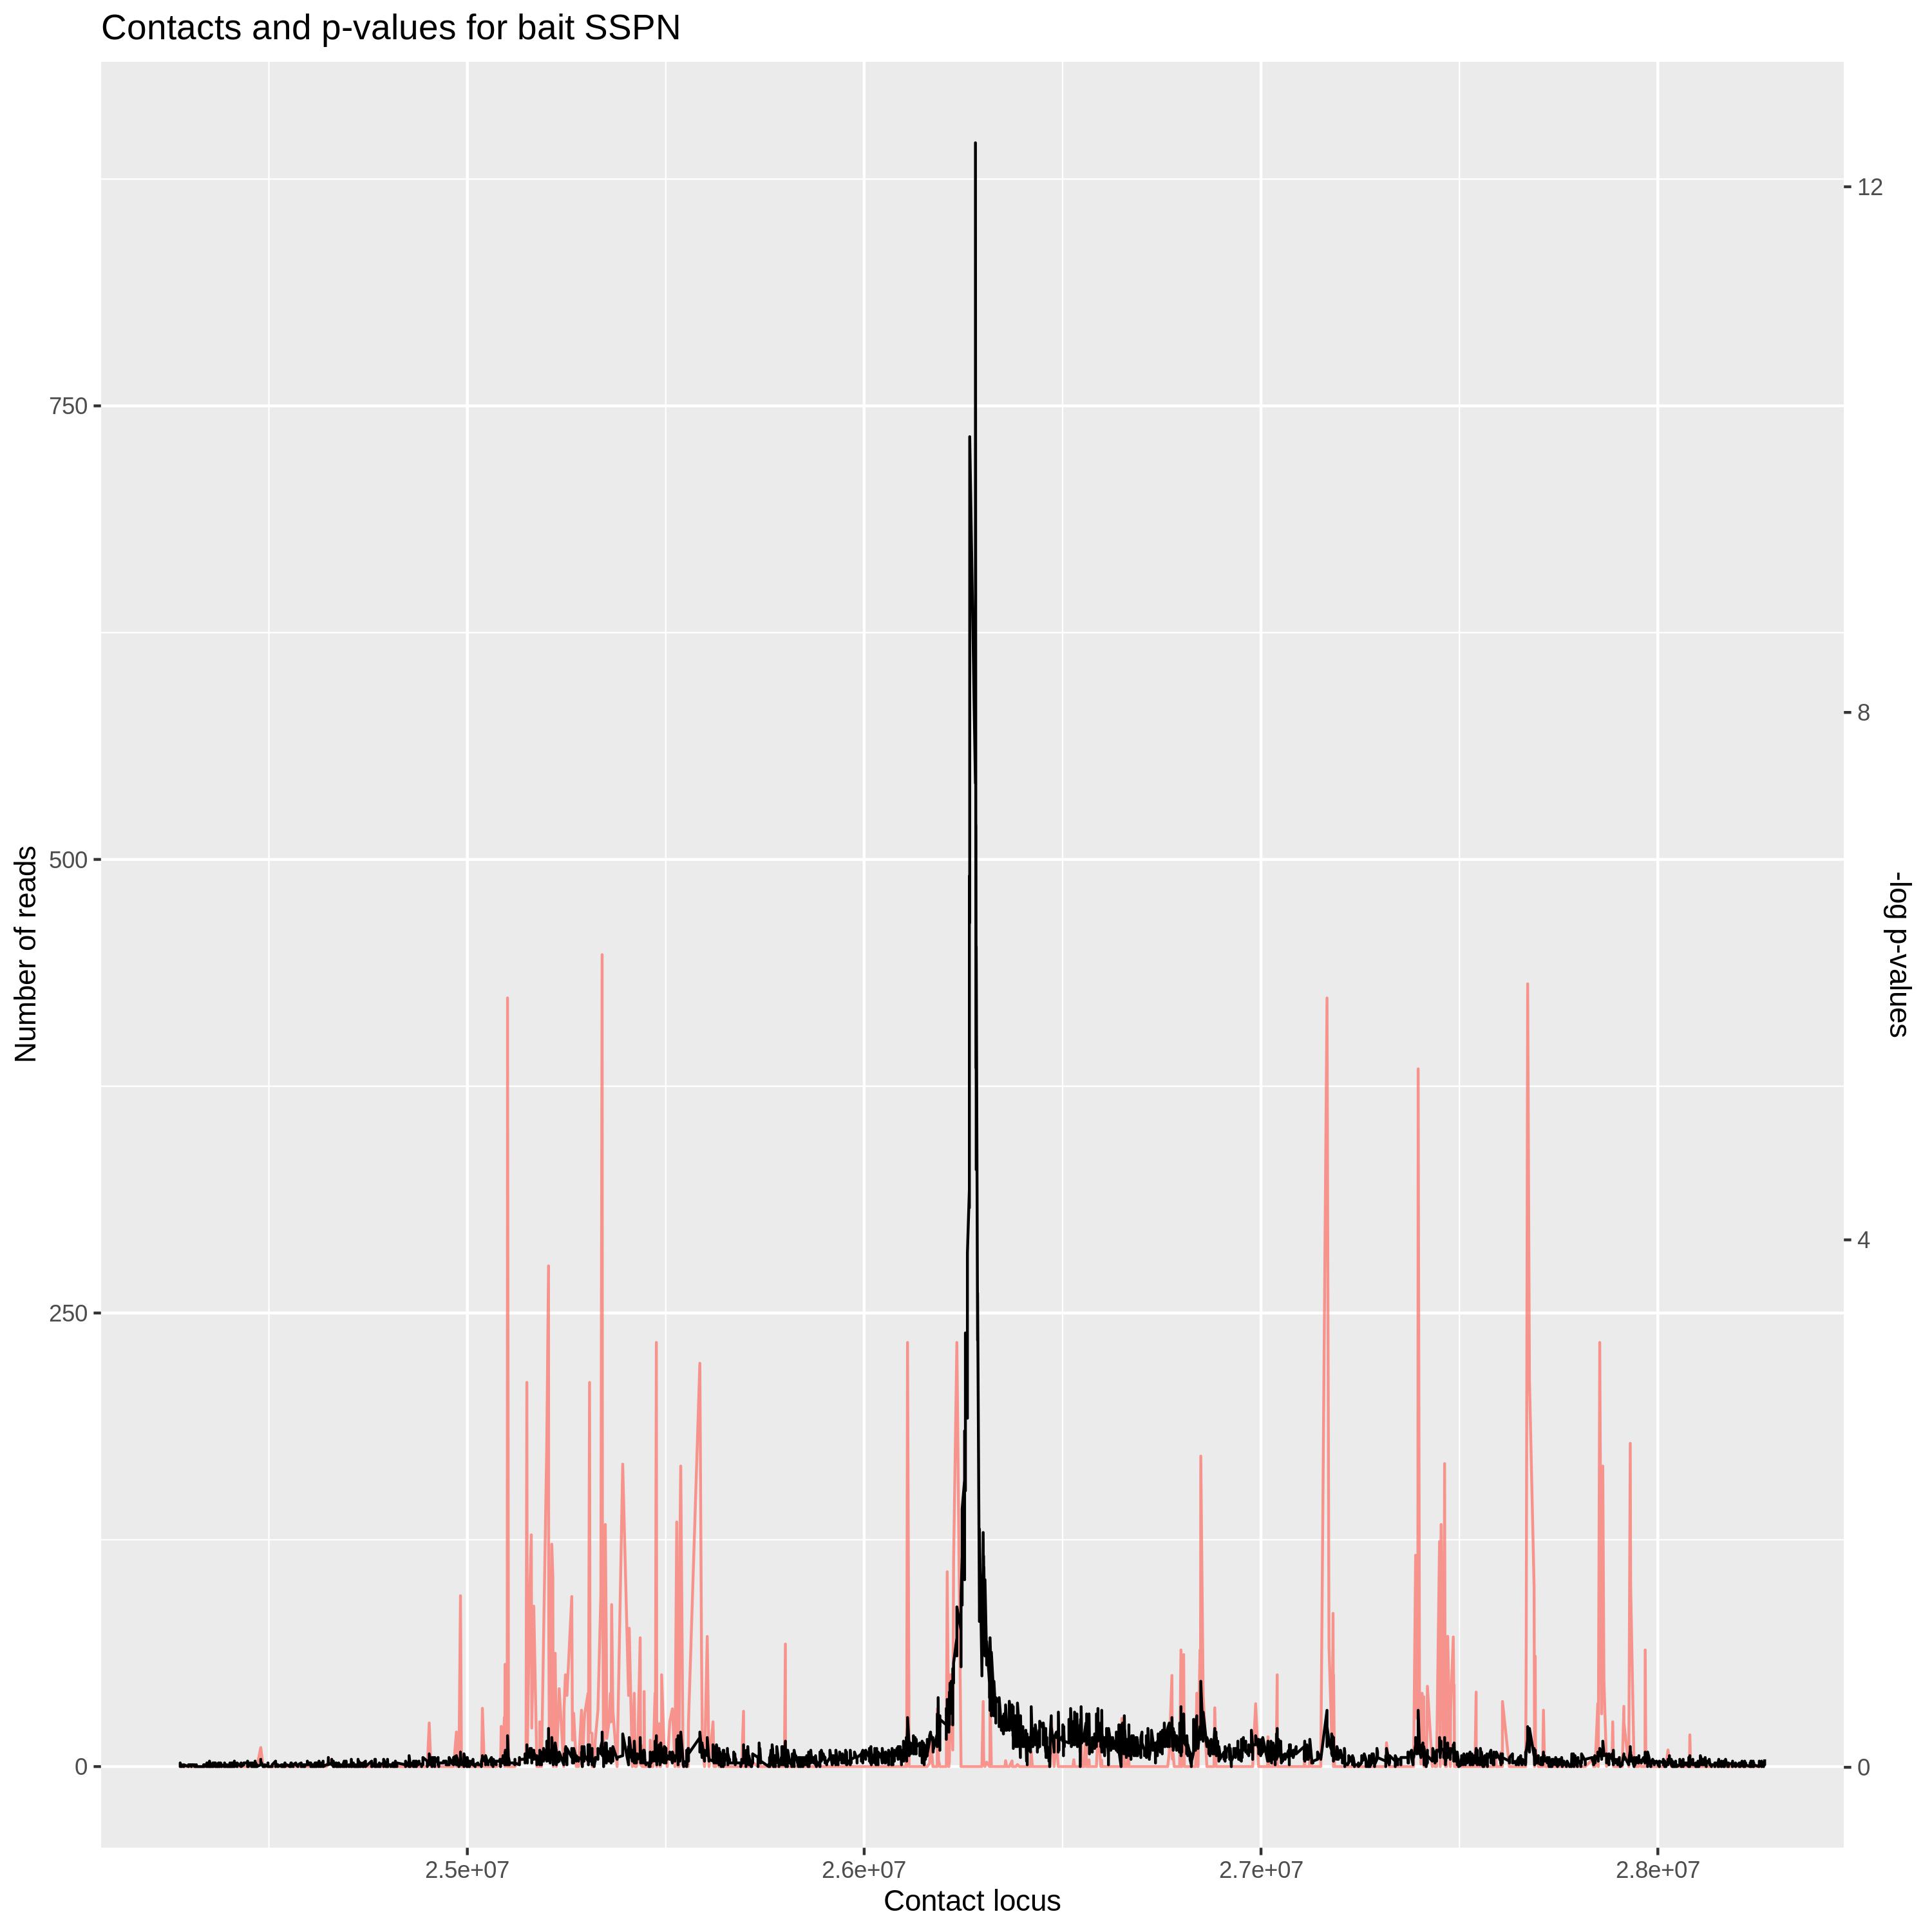 Contacts and p-values for bait SSPN
750
500
250
0
Number of reads
12
8
4
0
-log p-values
2.5e+07
2.6e+07
2.7e+07
2.8e+07
Contact locus